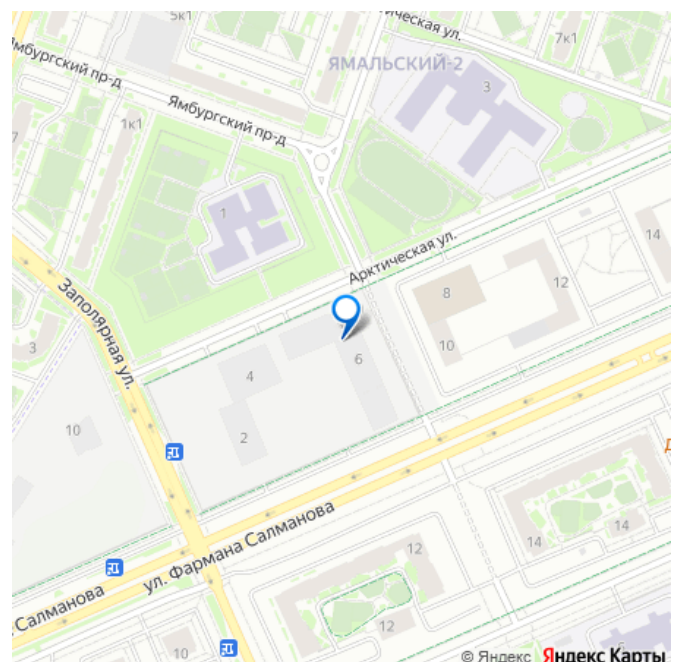 5к1
Арктическая ул.
7к1
ЯМАЛЬСКИЙ-2
Ямбургский пр-д
3
Ямбургский пр-д
1к1
7
1
Арктическая ул.
14
12
8
Заполярная ул.
10
3
6
4
10
2
ул. Фармана Салманова
12
14
14
Салманова
12
10
© Яндекс Яндекс Карты